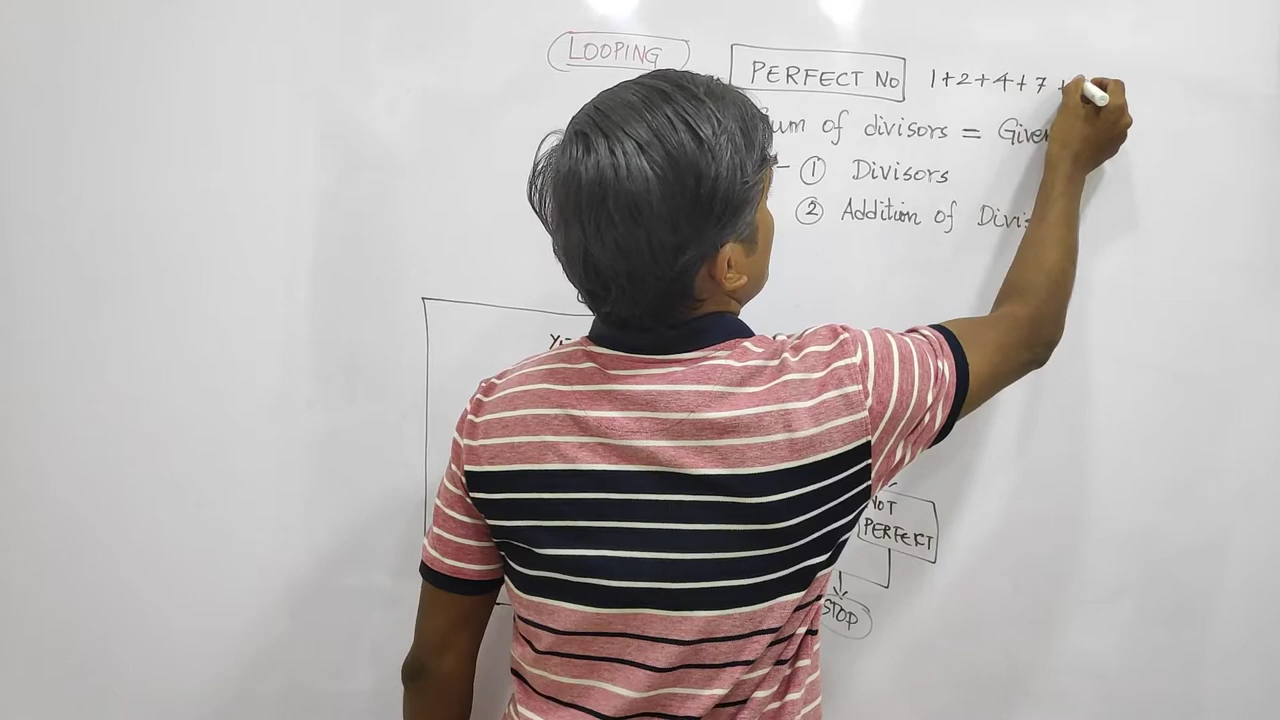 LOOPING
PERFECT No
1+2+4+7+
Sum of divisors = Given
- ① Divisors
② Addition of
NOT
PERFECT
STOP